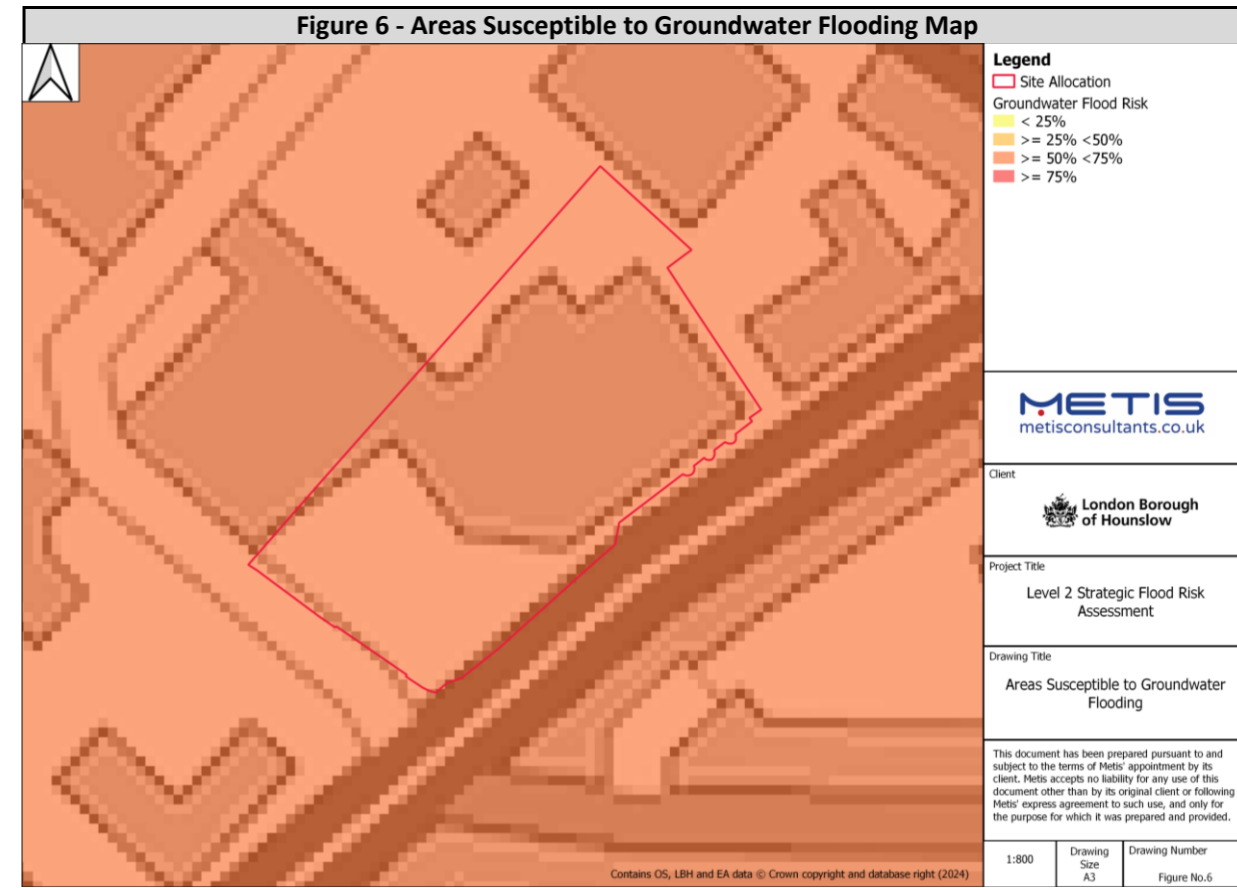 Figure 6 - Areas Susceptible to Groundwater Flooding Map
Legend
Site Allocation
Groundwater Flood Risk
< 25%
>= 25% <50%
>= 50% <75%
>= 75%
METIS
metisconsultants.co.uk
Client
London Borough
of Hounslow
Project Title
Level 2 Strategic Flood Risk
Assessment
Drawing Title
Areas Susceptible to Groundwater
Flooding
This document has been prepared pursuant to and
subject to the terms of Metis' appointment by its
client. Metis accepts no liability for any use of this
document other than by its original client or following
Metis' express agreement to such use, and only for
the purpose for which it was prepared and provided.
1:800
Drawing
Size
A3
Drawing Number
Figure No.6
Contains OS, LBH and EA data © Crown copyright and database right (2024)